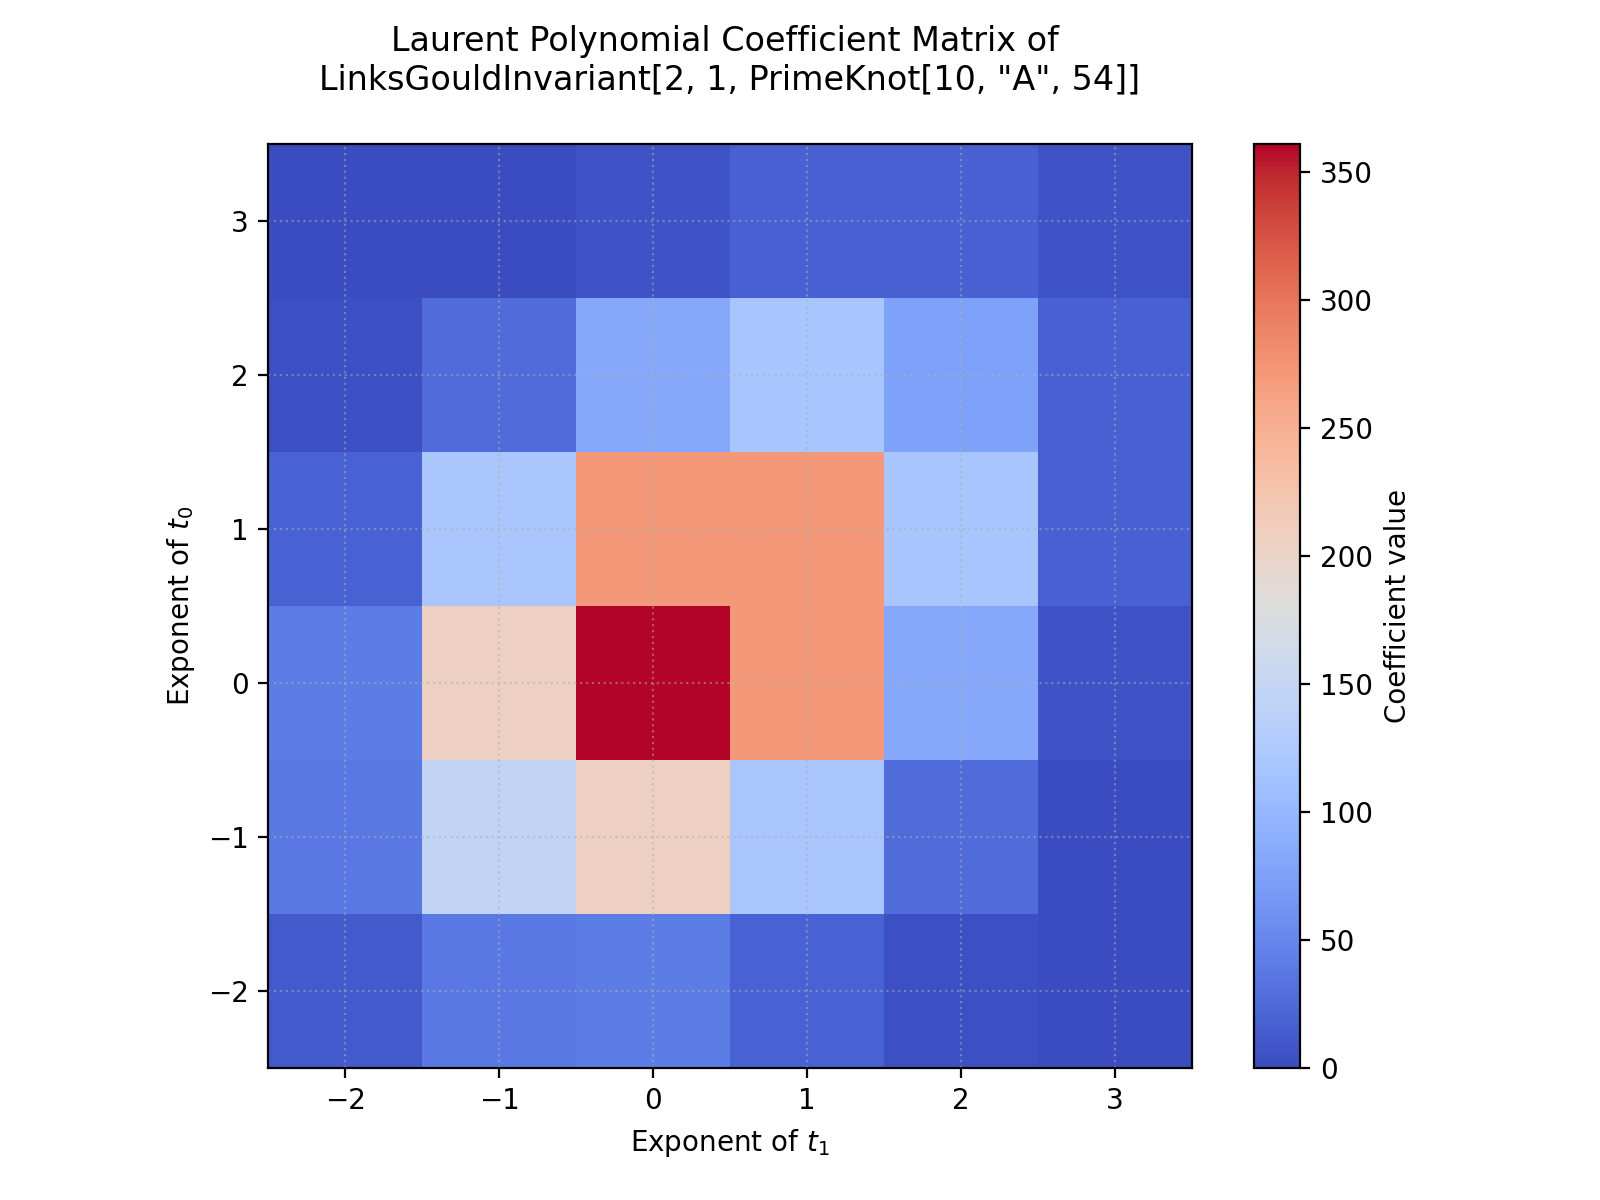 Laurent Polynomial Coefficient Matrix of
LinksGouldInvariant[2, 1, PrimeKnot[10, "A", 54]]
3
2
1
0
−1
−2
Exponent of t₀
−2 −1 0 1 2 3
Exponent of t₁
350
300
250
200
150
100
50
0
Coefficient value